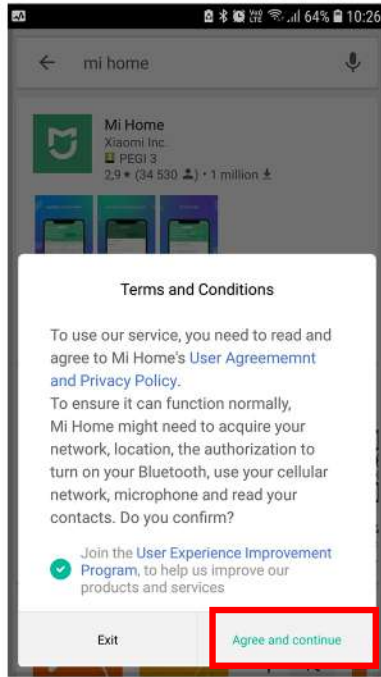 64% 10:26
mi home
Mi Home
Xiaomi Inc.
PEGI 3
2,9 ★ (34 530 ) • 1 million
Terms and Conditions
To use our service, you need to read and
agree to Mi Home's User Agreememnt
and Privacy Policy.
To ensure it can function normally,
Mi Home might need to acquire your
network, location, the authorization to
turn on your Bluetooth, use your cellular
network, microphone and read your
contacts. Do you confirm?
Join the User Experience Improvement
Program, to help us improve our
products and services
Exit
Agree and continue